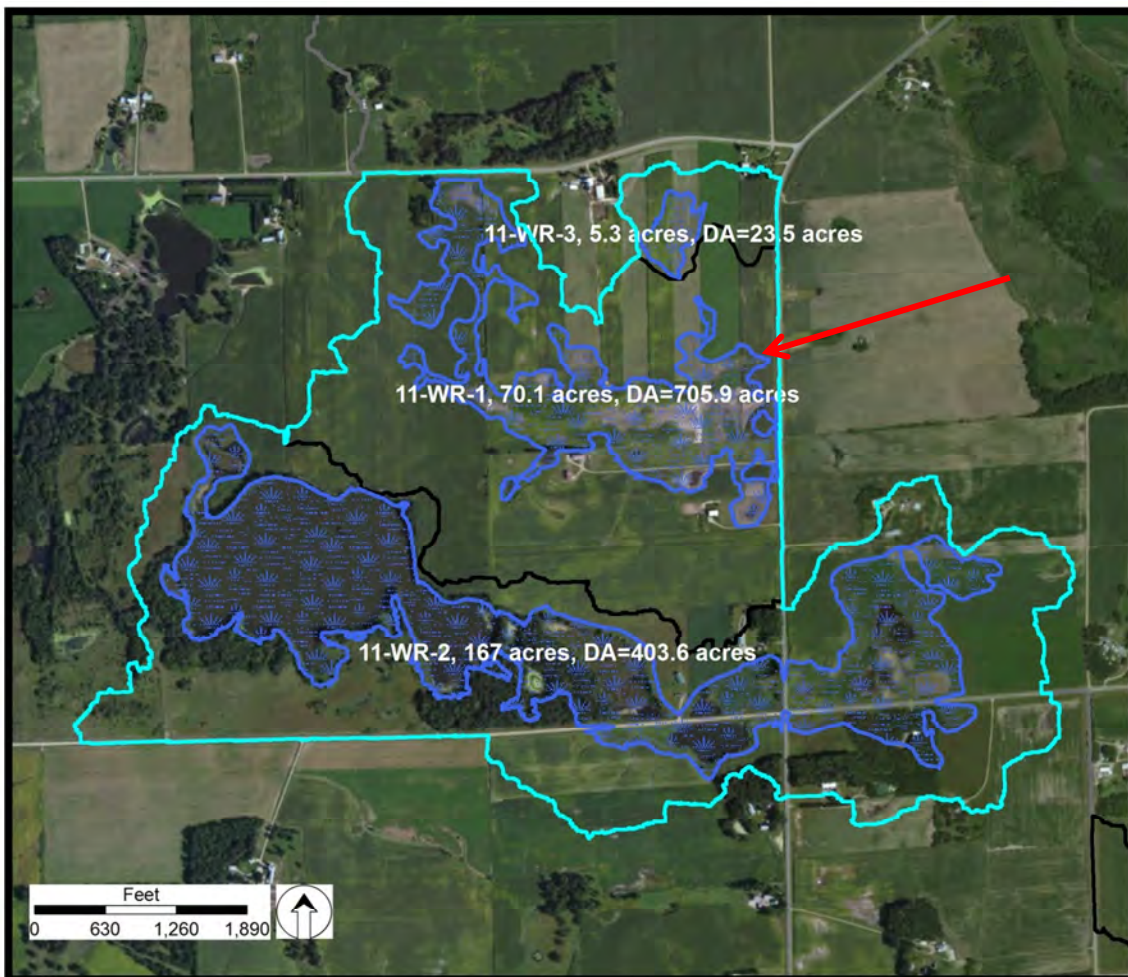 11-WR-3, 5.3 acres, DA=23.5 acres
11-WR-1, 70.1 acres, DA=705.9 acres
11-WR-2, 167 acres, DA=403.6 acres
Feet
0 630 1,260 1,890